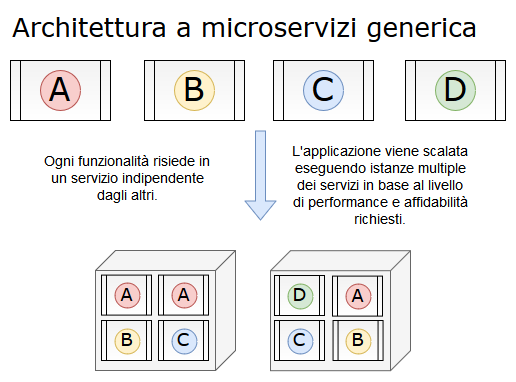 Architettura a microservizi generica
A B C D
Ogni funzionalità risiede in
un servizio indipendente
dagli altri.
L'applicazione viene scalata
eseguendo istanze multiple
dei servizi in base al livello
di performance e affidabilità
richiesti.
A A
B C
D A
C B